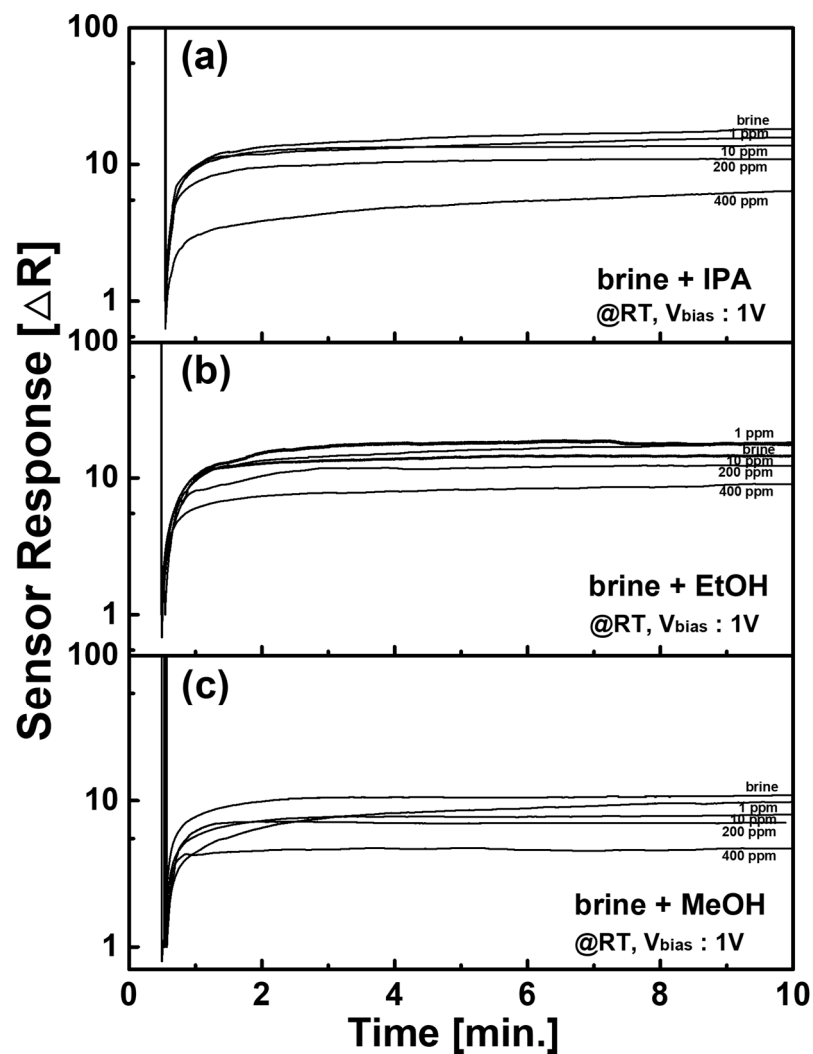 Sensor Response [△R]
100
(a)
brine
1 ppm
10 ppm
10
200 ppm
400 ppm
brine + IPA
1
@RT, Vbias : 1V
100
(b)
1 ppm
brine
10 ppm
10
200 ppm
400 ppm
brine + EtOH
1
@RT, Vbias : 1V
100
(c)
brine
10
1 ppm
10 ppm
200 ppm
400 ppm
brine + MeOH
1
@RT, Vbias : 1V
0 2 4 6 8 10
Time [min.]